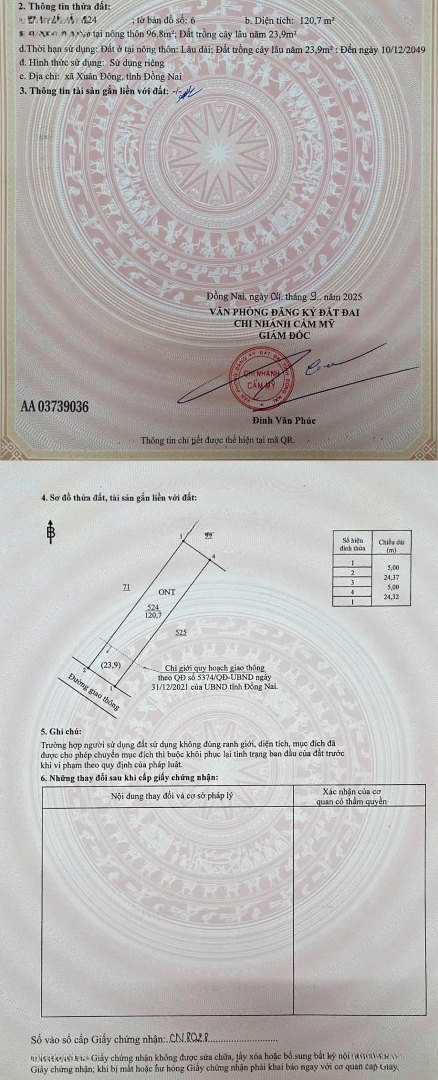 2. Thông tin thửa đất:
524 ; tờ bản đồ số: 6 b. Diện tích: 120,7 m²
tại nông thôn 96,8m²; Đất trồng cây lâu năm 23,9m²
d.Thời hạn sử dụng: Đất ở tại nông thôn: Lâu dài; Đất trồng cây lâu năm 23,9m² : Đến ngày 10/12/2049
đ. Hình thức sử dụng: Sử dụng riêng
e. Địa chỉ: xã Xuân Đông, tỉnh Đồng Nai
3. Thông tin tài sản gắn liền với đất: -/-
Đồng Nai, ngày 04 tháng 9 năm 2025
VĂN PHÒNG ĐĂNG KÝ ĐẤT ĐAI
CHI NHÁNH CẨM MỸ
GIÁM ĐỐC
CHI NHÁNH
CẨM MỸ
AA 03739036
Đinh Văn Phúc
Thông tin chi tiết được thể hiện tại mã QR.
4. Sơ đồ thửa đất, tài sản gắn liền với đất:
B
Số hiệu đỉnh thửa Chiều dài (m)
1
5,00
2
24,37
3
5,00
4
24,32
1
3
4
71
ONT
524
120,7
525
(23,9)
2
1
Đường giao thông
Chỉ giới quy hoạch giao thông
theo QĐ số 5374/QĐ-UBND ngày
31/12/2021 của UBND tỉnh Đồng Nai.
5. Ghi chú:
Trường hợp người sử dụng đất sử dụng không đúng ranh giới, diện tích, mục đích đã
được cho phép chuyển mục đích thì buộc khôi phục lại tình trạng ban đầu của đất trước
khi vi phạm theo quy định của pháp luật.
6. Những thay đổi sau khi cấp giấy chứng nhận:
Nội dung thay đổi và cơ sở pháp lý
Xác nhận của cơ
quan có thẩm quyền
Số vào sổ cấp Giấy chứng nhận: CN 8028
Giấy chứng nhận không được sửa chữa, tẩy xóa hoặc bổ sung bất kỳ nội
Giấy chứng nhận; khi bị mất hoặc hư hỏng Giấy chứng nhận phải khai báo ngay với cơ quan cấp Giấy.